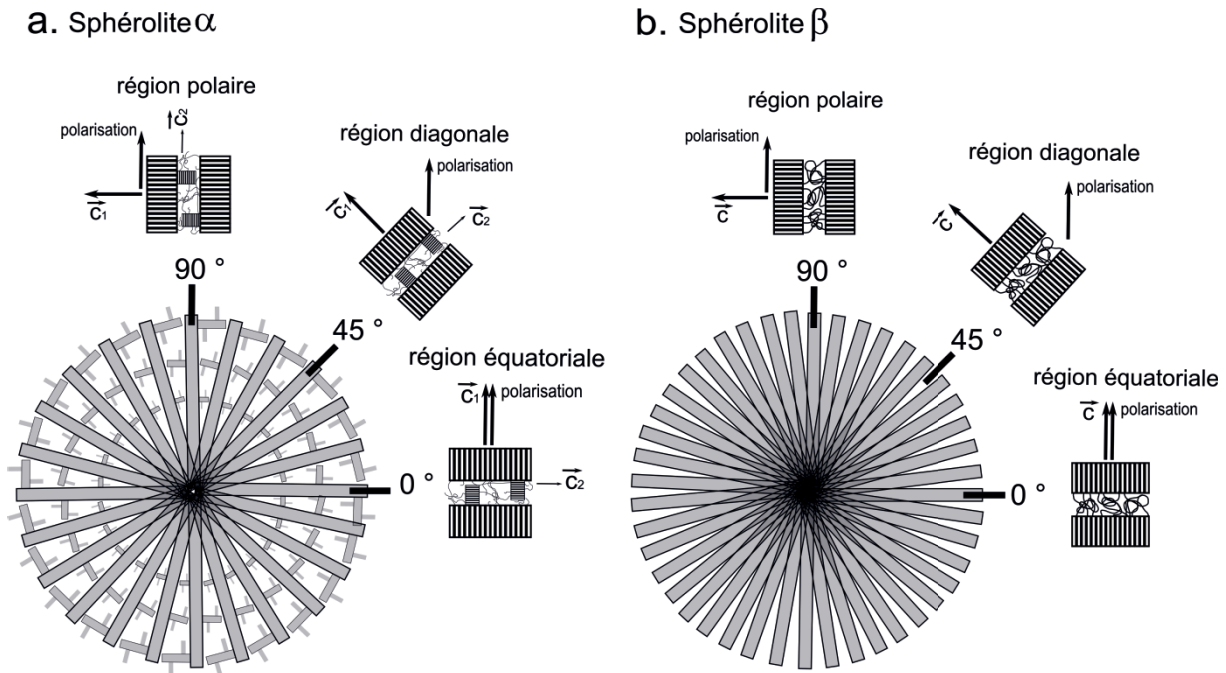 a. Sphérolite α
région polaire
polarisation
c₂
c₁
région diagonale
polarisation
c₁
c₂
90 °
45 °
région équatoriale
c₁
polarisation
0 °
c₂
b. Sphérolite β
région polaire
polarisation
c
région diagonale
polarisation
c
90 °
45 °
région équatoriale
c
polarisation
0 °